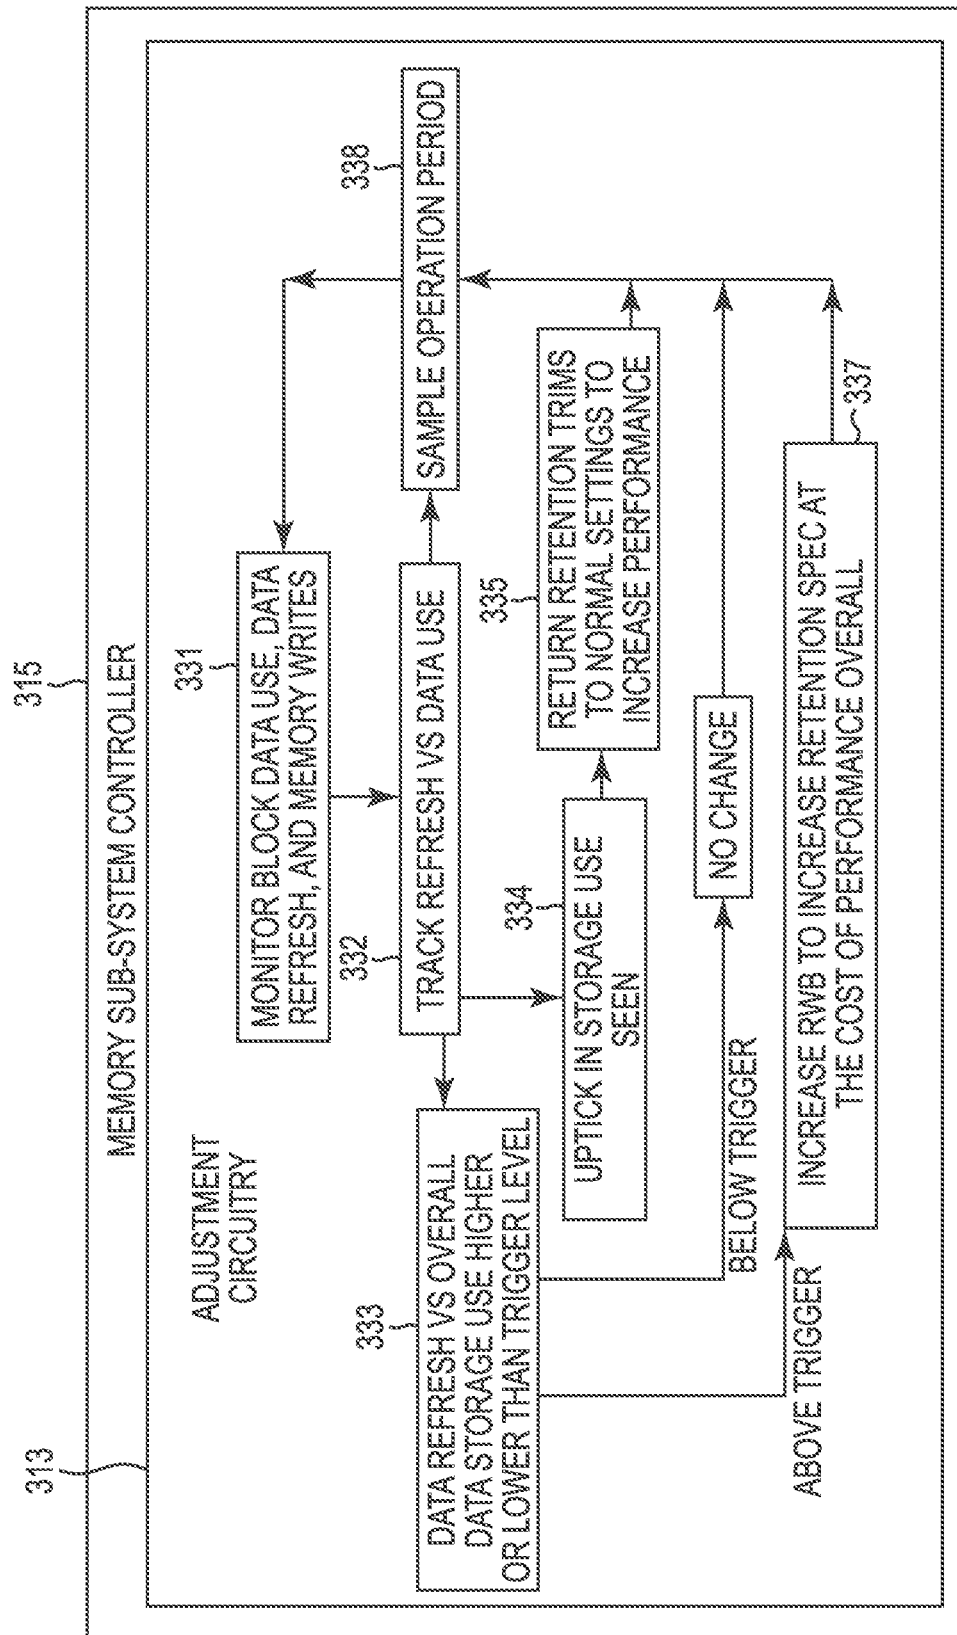 315
MEMORY SUB-SYSTEM CONTROLLER
313
ADJUSTMENT
CIRCUITRY
331
MONITOR BLOCK DATA USE, DATA
REFRESH, AND MEMORY WRITES
332
TRACK REFRESH VS DATA USE
338
SAMPLE OPERATION PERIOD
333
DATA REFRESH VS OVERALL
DATA STORAGE USE HIGHER
OR LOWER THAN TRIGGER LEVEL
334
UPTICK IN STORAGE USE
SEEN
335
RETURN RETENTION TRIMS
TO NORMAL SETTINGS TO
INCREASE PERFORMANCE
BELOW TRIGGER
NO CHANGE
ABOVE TRIGGER
INCREASE RWB TO INCREASE RETENTION SPEC AT
THE COST OF PERFORMANCE OVERALL
337